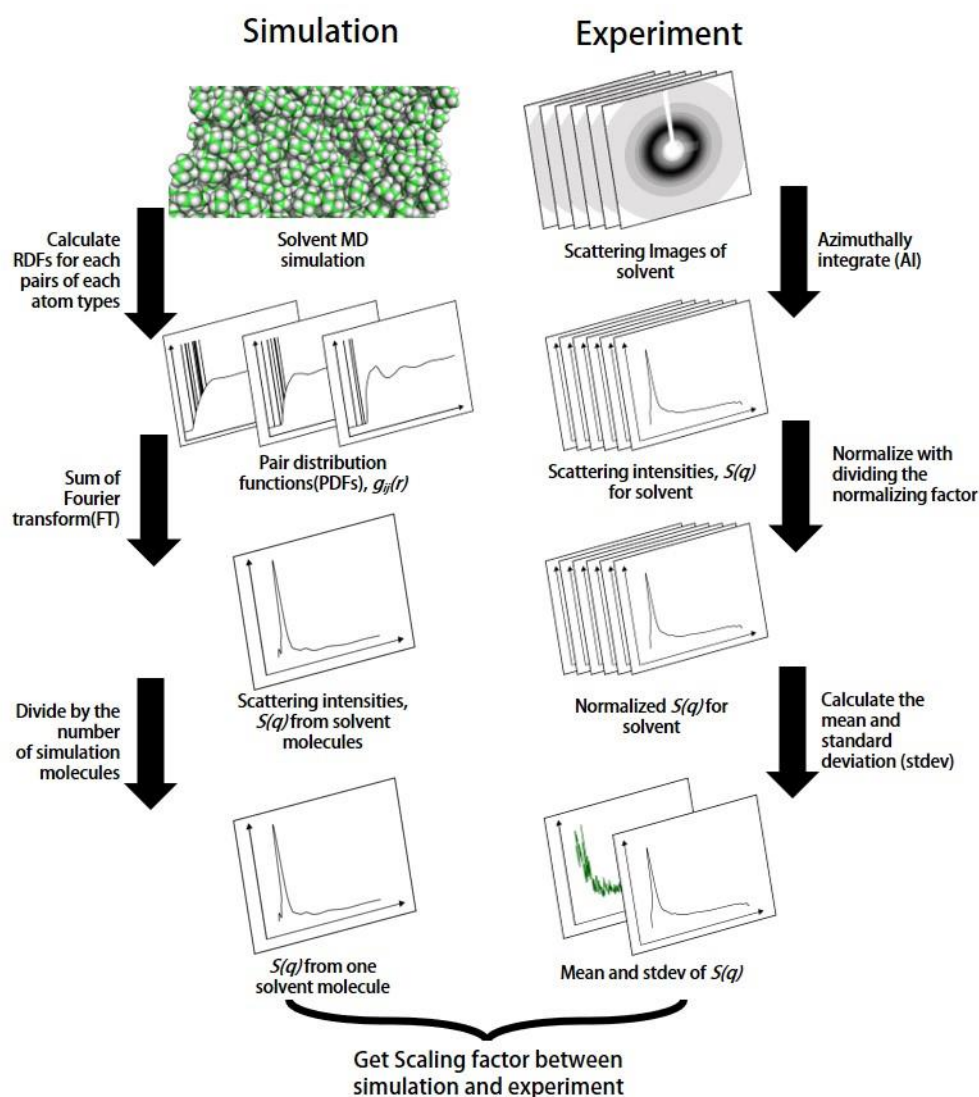 Simulation
Experiment
Calculate
RDFs for each
pairs of each
atom types
Solvent MD
simulation
Scattering Images of
solvent
Azimuthally
integrate (AI)
Sum of
Fourier
transform(FT)
Pair distribution
functions(PDFs), gij(r)
Scattering intensities, S(q)
for solvent
Normalize with
dividing the
normalizing factor
Divide by the
number
of simulation
molecules
Scattering intensities,
S(q) from solvent
molecules
Normalized S(q) for
solvent
Calculate the
mean and
standard
deviation (stdev)
S(q) from one
solvent molecule
Mean and stdev of S(q)
Get Scaling factor between
simulation and experiment